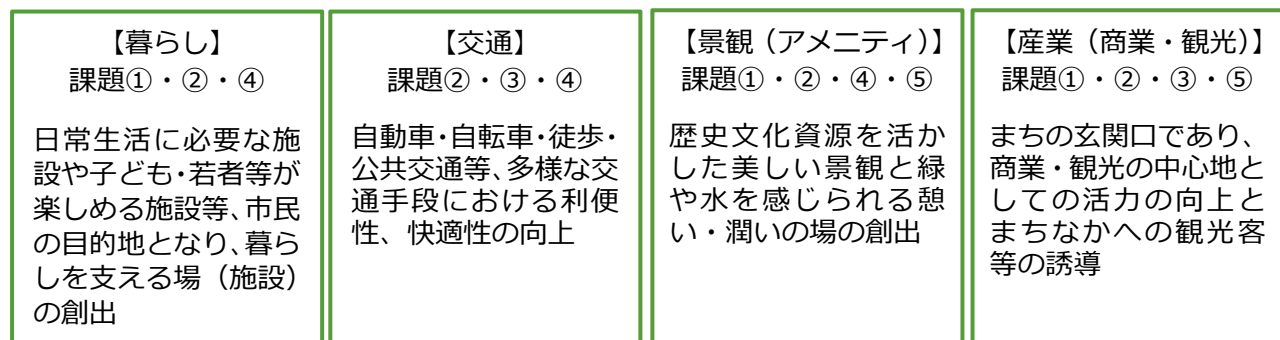 【暮らし】
課題①・②・④
日常生活に必要な施
設や子ども・若者等が
楽しめる施設等、市民
の目的地となり、暮ら
しを支える場（施設）
の創出
【交通】
課題②・③・④
自動車・自転車・徒歩・
公共交通等、多様な交
通手段における利便
性、快適性の向上
【景観（アメニティ）】
課題①・②・④・⑤
歴史文化資源を活か
した美しい景観と緑
や水を感じられる憩
い・潤いの場の創出
【産業（商業・観光）】
課題①・②・③・⑤
まちの玄関口であり、
商業・観光の中心地と
しての活力の向上と
まちなかへの観光客
等の誘導